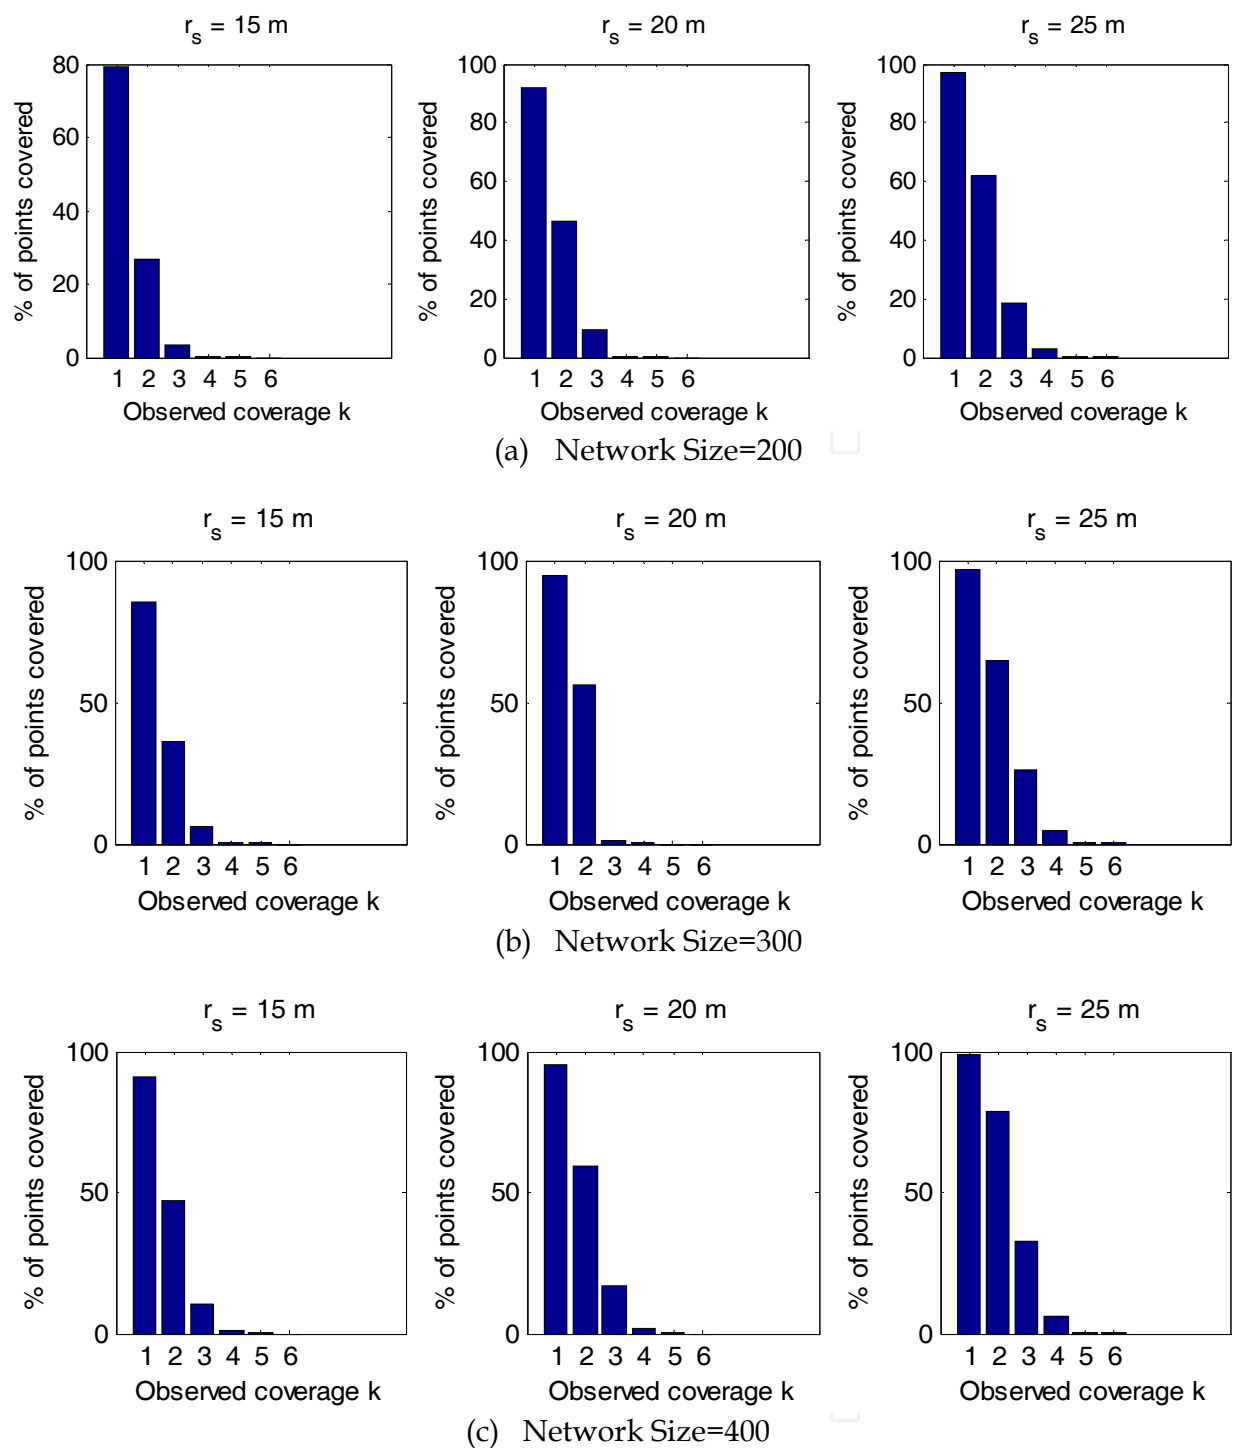 r_s = 15 m r_s = 20 m r_s = 25 m
80 100 100
80 80
60
60 60
40
40 40
20
20 20
0 0 0
% of points covered % of points covered % of points covered
1 2 3 4 5 6 1 2 3 4 5 6 1 2 3 4 5 6
Observed coverage k Observed coverage k Observed coverage k
(a) Network Size=200
r_s = 15 m r_s = 20 m r_s = 25 m
100 100 100
50 50 50
0 0 0
% of points covered % of points covered % of points covered
1 2 3 4 5 6 1 2 3 4 5 6 1 2 3 4 5 6
Observed coverage k Observed coverage k Observed coverage k
(b) Network Size=300
r_s = 15 m r_s = 20 m r_s = 25 m
100 100 100
50 50 50
0 0 0
% of points covered % of points covered % of points covered
1 2 3 4 5 6 1 2 3 4 5 6 1 2 3 4 5 6
Observed coverage k Observed coverage k Observed coverage k
(c) Network Size=400